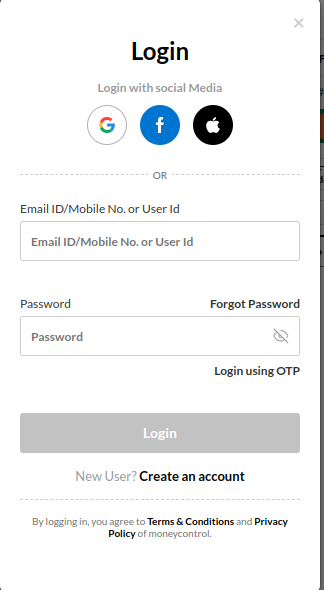 Login
Login with social Media
OR
Email ID/Mobile No. or User Id
Email ID/Mobile No. or User Id
Password Forgot Password
Password
Login using OTP
Login
New User? Create an account
By logging in, you agree to Terms & Conditions and Privacy
Policy of moneycontrol.